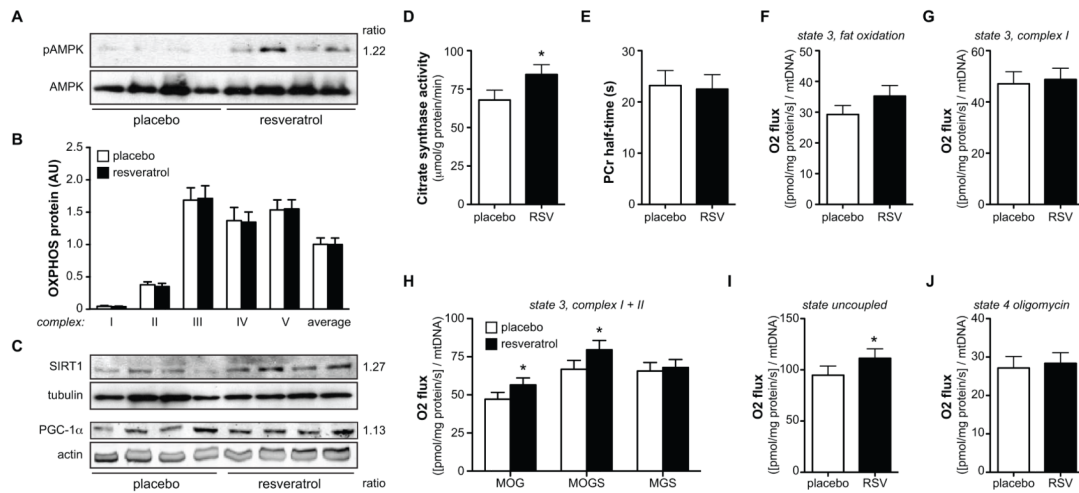 A
ratio
pAMPK
1.22
AMPK
placebo
resveratrol
B
OXPHOS protein (AU)
2.5
2.0
1.5
1.0
0.5
0.0
placebo
resveratrol
complex:
I
II
III
IV
V
average
C
SIRT1
1.27
tubulin
PGC-1α
1.13
actin
placebo
resveratrol
ratio
D
Citrate synthase activity
(μmol/g protein/min)
100
75
50
25
0
*
placebo
RSV
E
PCr half-time (s)
30
20
10
0
placebo
RSV
F
state 3, fat oxidation
O2 flux
([pmol/mg protein/s] / mtDNA)
50
40
30
20
10
0
placebo
RSV
G
state 3, complex I
O2 flux
([pmol/mg protein/s] / mtDNA)
60
40
20
0
placebo
RSV
H
state 3, complex I + II
O2 flux
([pmol/mg protein/s] / mtDNA)
100
75
50
25
0
placebo
resveratrol
*
*
MOG
MOGS
MGS
I
state uncoupled
O2 flux
([pmol/mg protein/s] / mtDNA)
150
100
50
0
*
placebo
RSV
J
state 4 oligomycin
O2 flux
([pmol/mg protein/s] / mtDNA)
40
30
20
10
0
placebo
RSV